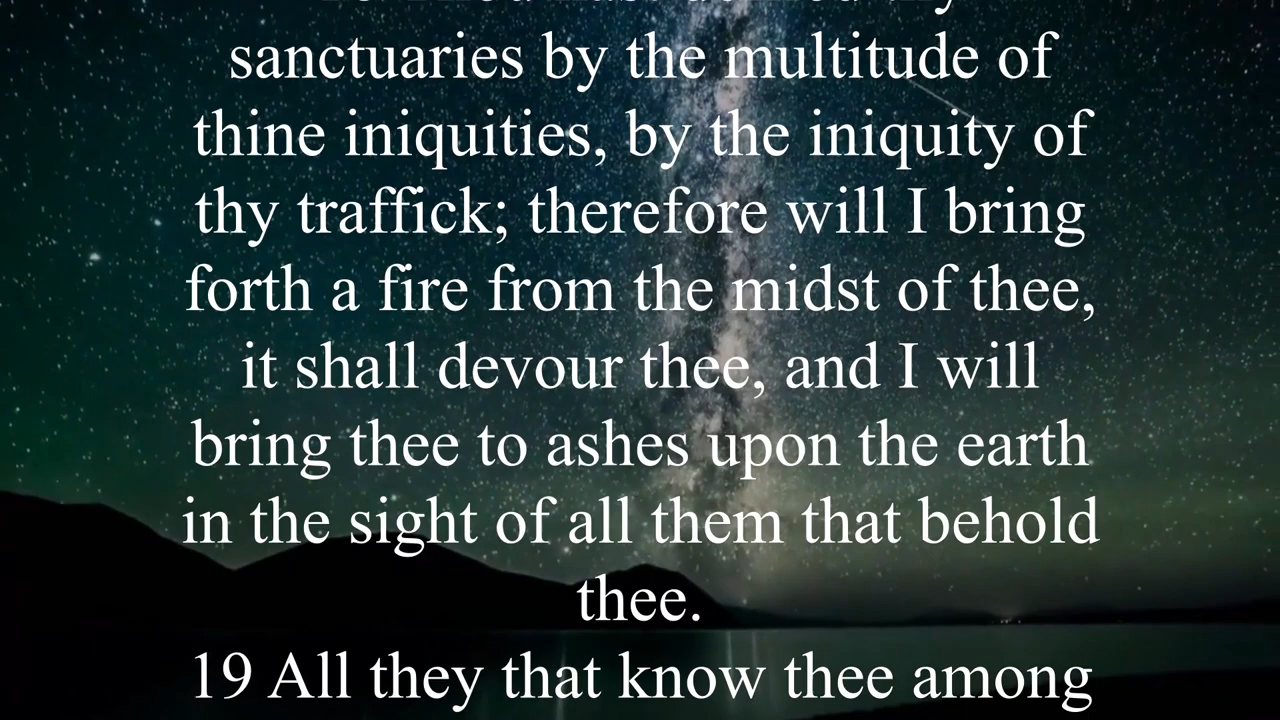 sanctuaries by the multitude of
thine iniquities, by the iniquity of
thy traffick; therefore will I bring
forth a fire from the midst of thee,
it shall devour thee, and I will
bring thee to ashes upon the earth
in the sight of all them that behold
thee.
19 All they that know thee among